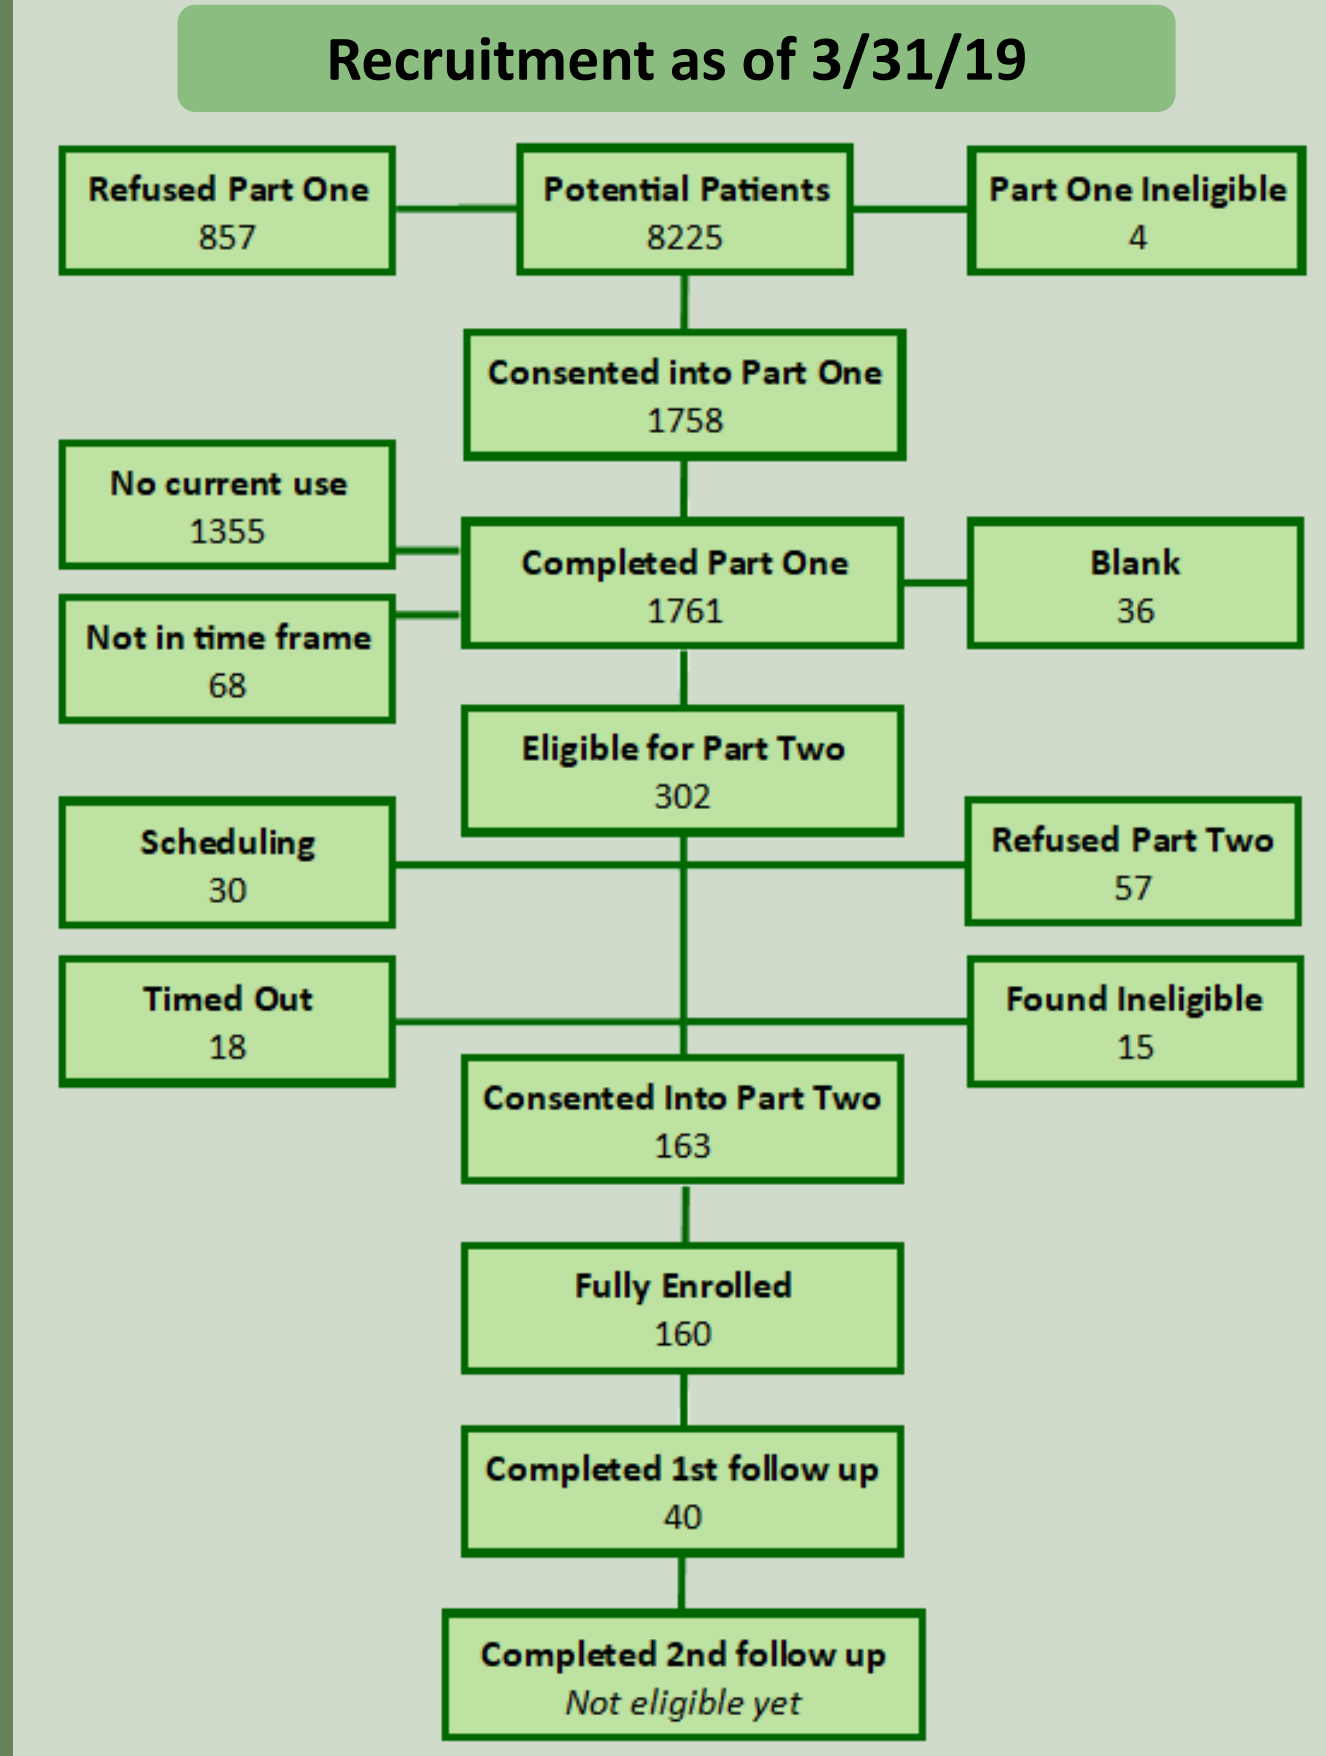 Recruitment as of 3/31/19
Refused Part One
857
Potential Patients
8225
Part One Ineligible
4
Consented into Part One
1758
No current use
1355
Completed Part One
1761
Blank
36
Not in time frame
68
Eligible for Part Two
302
Scheduling
30
Refused Part Two
57
Timed Out
18
Found Ineligible
15
Consented Into Part Two
163
Fully Enrolled
160
Completed 1st follow up
40
Completed 2nd follow up
Not eligible yet